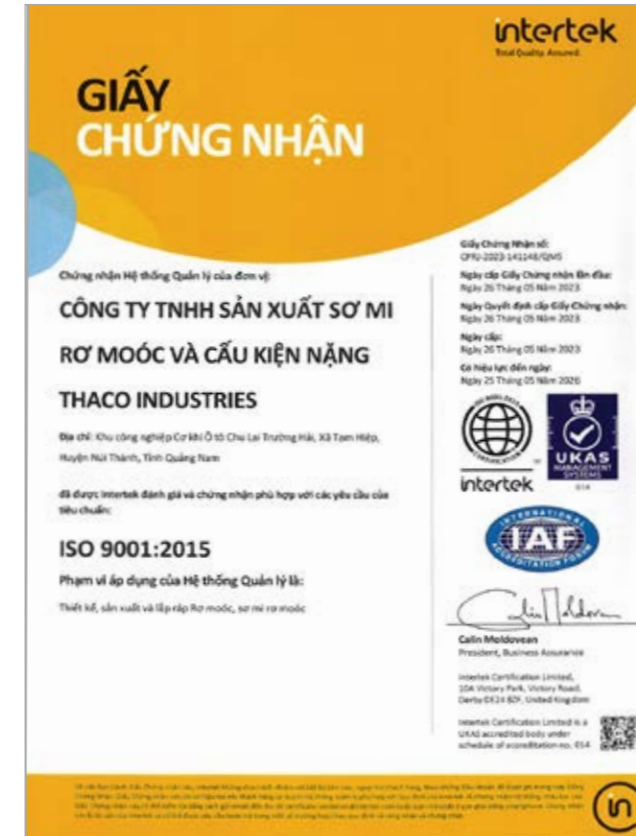 intertek
Total Quality. Assured.
GIẤY
CHỨNG NHẬN
Chứng nhận Hệ thống Quản lý của đơn vị:
CÔNG TY TNHH SẢN XUẤT SƠ MI
RƠ MOÓC VÀ CẤU KIỆN NẶNG
THACO INDUSTRIES
Địa chỉ: Khu công nghiệp Cơ khí Ô tô Chu Lai Trường Hải, Xã Tam Hiệp,
Huyện Núi Thành, Tỉnh Quảng Nam
đã được Intertek đánh giá và chứng nhận phù hợp với các yêu cầu của
tiêu chuẩn:
ISO 9001:2015
Phạm vi áp dụng của Hệ thống Quản lý là:
Thiết kế, sản xuất và lắp ráp Rơ moóc, sơ mi rơ moóc
Giấy Chứng Nhận số:
Ngày cấp Giấy Chứng nhận lần đầu:
Ngày 26 Tháng 05 Năm 2023
Ngày Quyết định cấp Giấy Chứng nhận:
Ngày 26 Tháng 05 Năm 2023
Ngày cấp:
Ngày 26 Tháng 05 Năm 2023
Có hiệu lực đến ngày:
Ngày 25 Tháng 05 Năm 2026
ISO 9001:2015
CERTIFICATION
intertek
UKAS
MANAGEMENT
SYSTEMS
014
INTERNATIONAL
IAF
ACCREDITATION FORUM
Calin Moldovean
President, Business Assurance
Intertek Certification Limited,
10A Victory Park, Victory Road,
Derby DE24 8ZF, United Kingdom
Intertek Certification Limited is a
UKAS accredited body under
schedule of accreditation no. 014
in